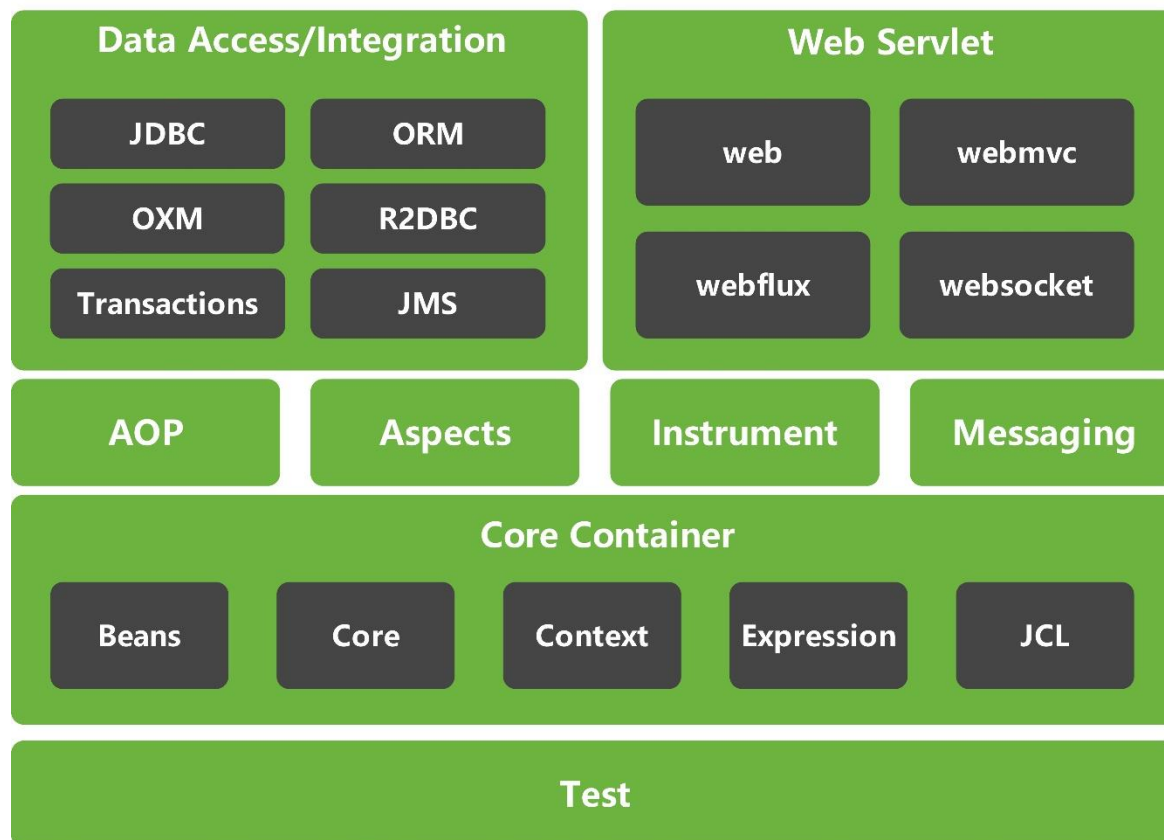 Data Access/Integration
JDBC
ORM
OXM
R2DBC
Transactions
JMS
Web Servlet
web
webmvc
webflux
websocket
AOP
Aspects
Instrument
Messaging
Core Container
Beans
Core
Context
Expression
JCL
Test